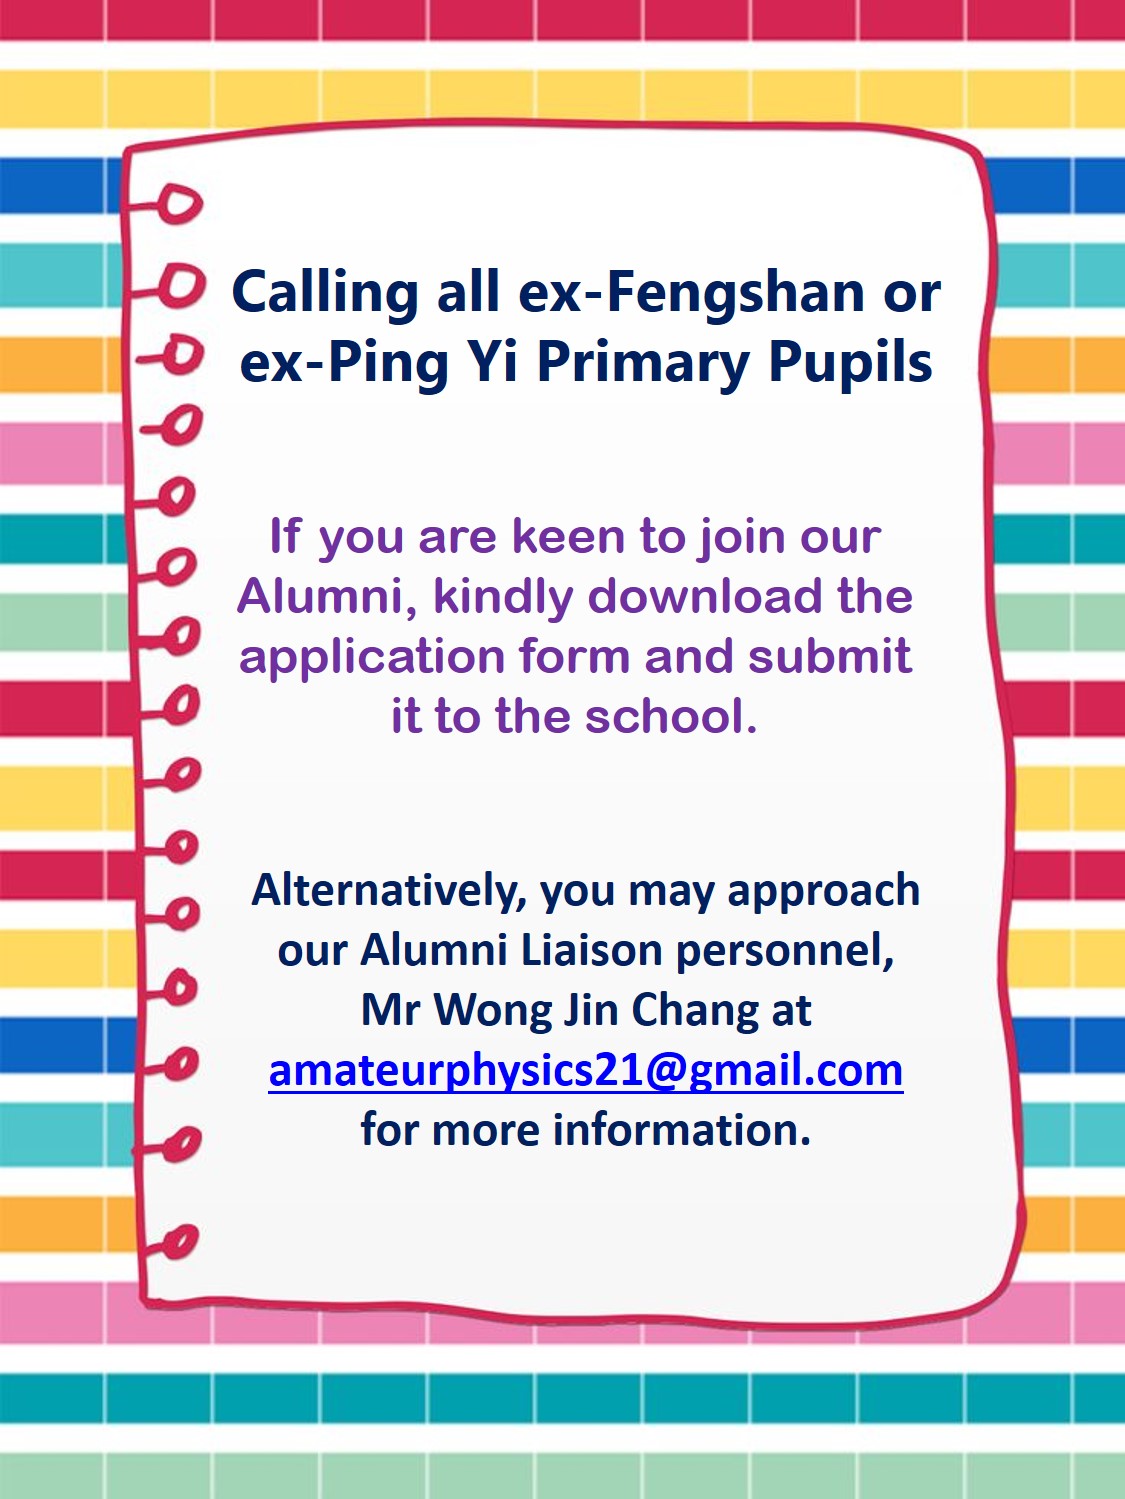 Calling all ex-Fengshan or
ex-Ping Yi Primary Pupils
If you are keen to join our
Alumni, kindly download the
application form and submit
it to the school.
Alternatively, you may approach
our Alumni Liaison personnel,
Mr Wong Jin Chang at
amateurphysics21@gmail.com
for more information.